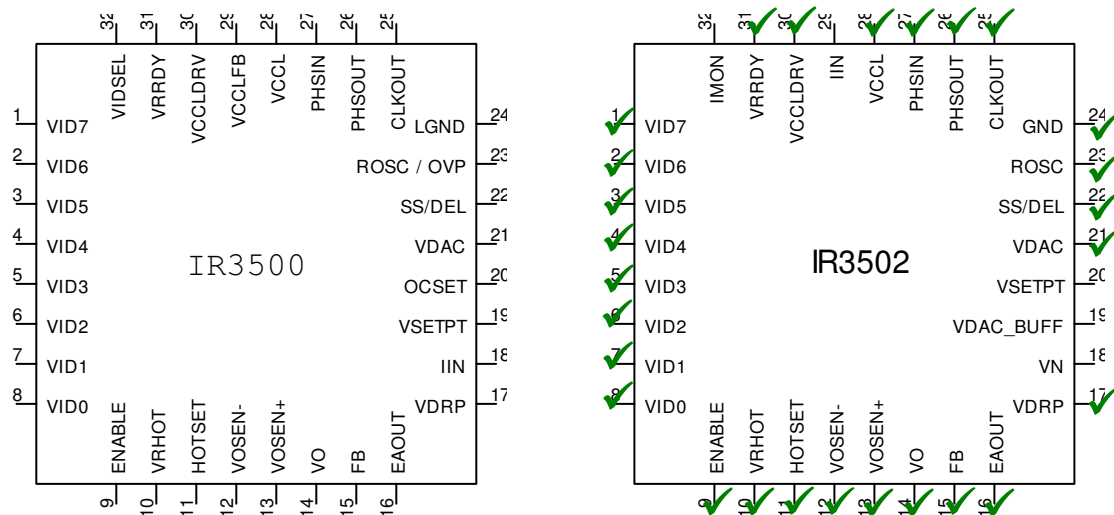 32 31 30 29 28 27 26 25
VIDSEL VRRDY VCCLDRV VCCLFB VCCL PHSIN PHSOUT CLKOUT
1 VID7 LGND 24
2 VID6 ROSC / OVP 23
3 VID5 SS/DEL 22
4 VID4 VDAC 21
IR3500
5 VID3 OCSET 20
6 VID2 VSETPT 19
7 VID1 IIN 18
8 VID0 VDRP 17
ENABLE VRHOT HOTSET VOSEN- VOSEN+ VO FB EAOUT
9 10 11 12 13 14 15 16
32 31 30 29 28 27 26 25
IMON VRRDY VCCLDRV IIN VCCL PHSIN PHSOUT CLKOUT
1 VID7 GND 24
2 VID6 ROSC 23
3 VID5 SS/DEL 22
4 VID4 VDAC 21
IR3502
5 VID3 VSETPT 20
6 VID2 VDAC_BUFF 19
7 VID1 VN 18
8 VID0 VDRP 17
ENABLE VRHOT HOTSET VOSEN- VOSEN+ VO FB EAOUT
9 10 11 12 13 14 15 16